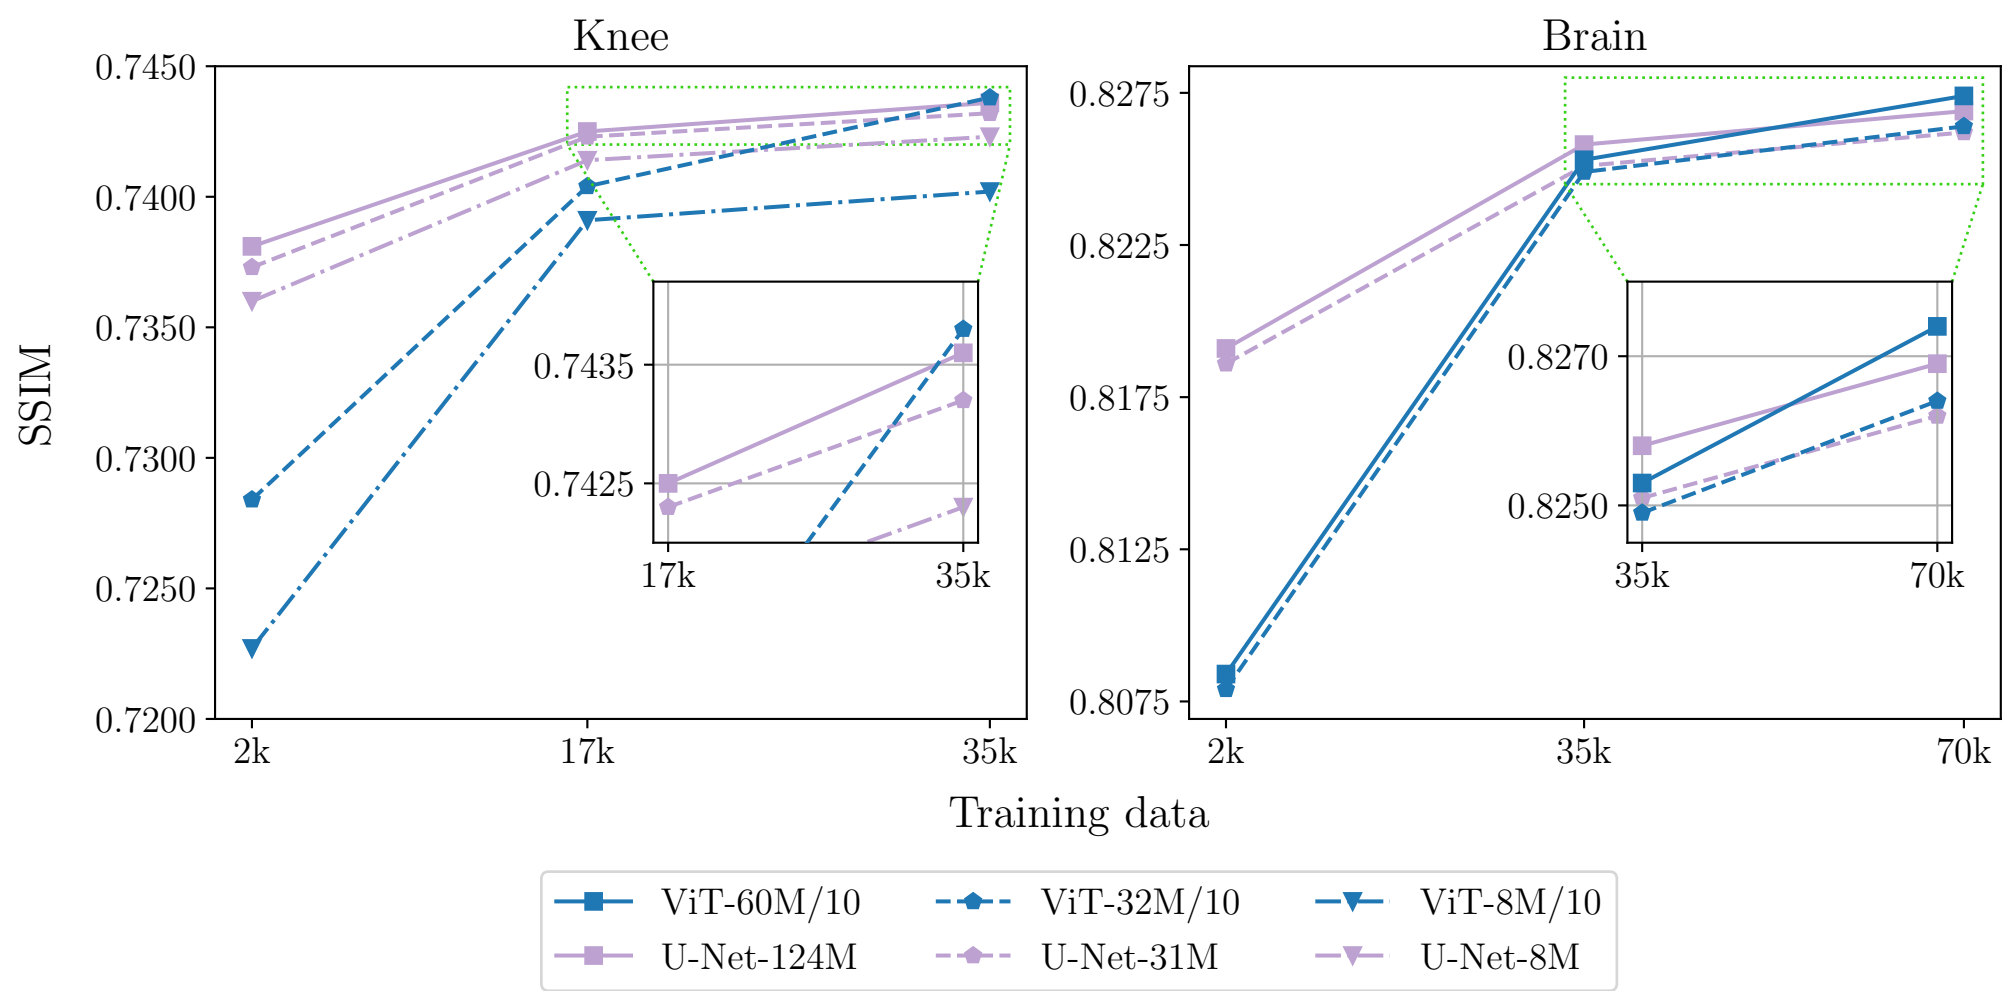 Knee
Brain
SSIM
0.7450
0.7400
0.7350
0.7300
0.7250
0.7200
2k
17k
35k
0.7435
0.7425
17k
35k
0.8275
0.8225
0.8175
0.8125
0.8075
2k
35k
70k
0.8270
0.8250
35k
70k
Training data
ViT-60M/10
ViT-32M/10
ViT-8M/10
U-Net-124M
U-Net-31M
U-Net-8M